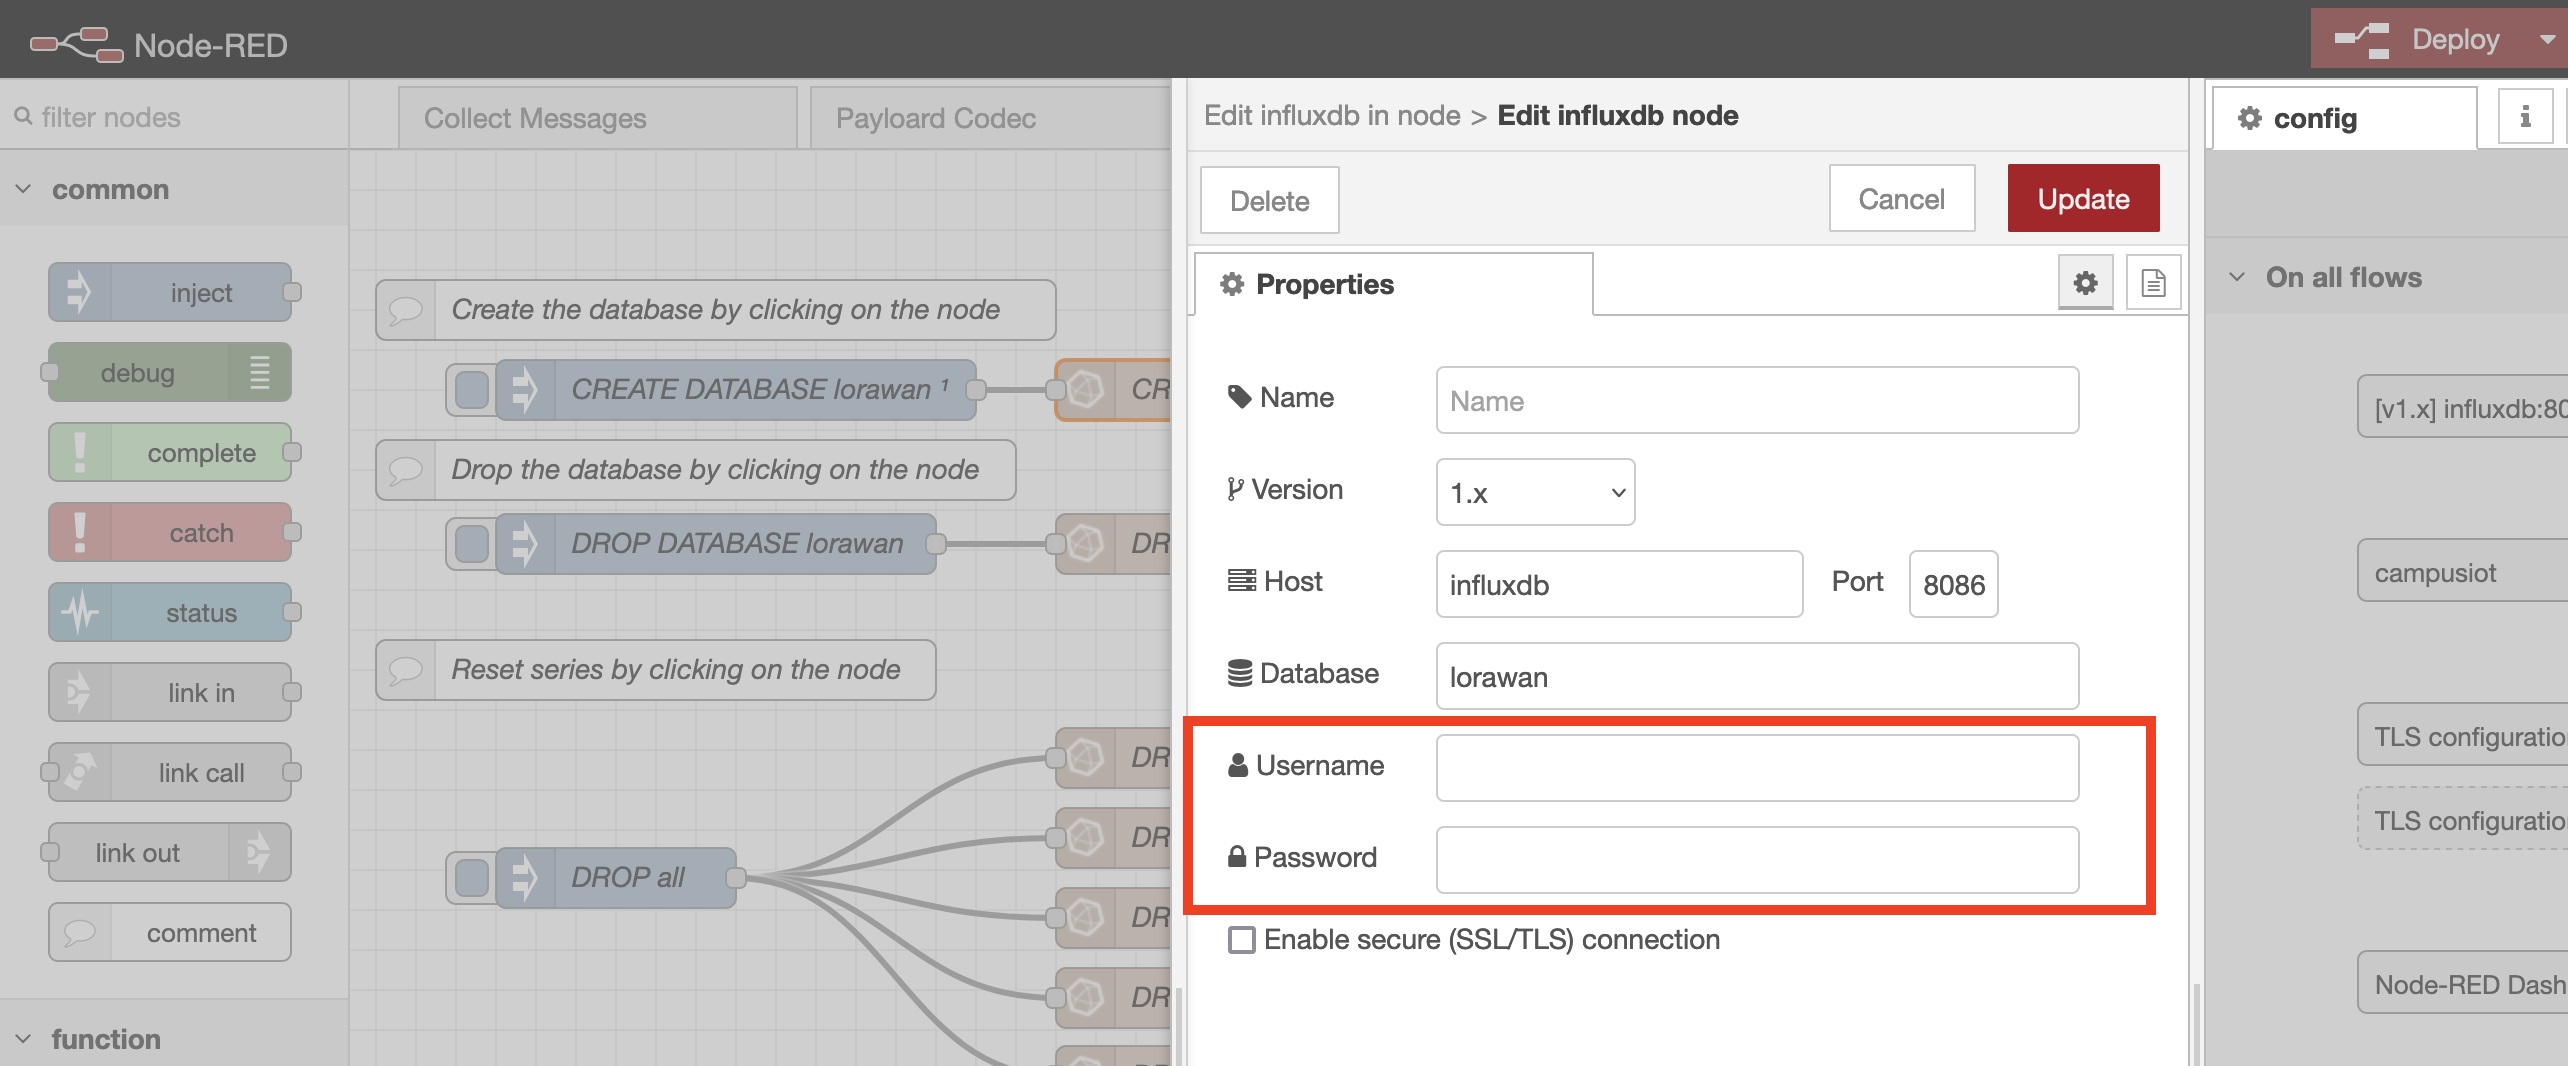 Node-RED
Deploy
filter nodes
Collect Messages
Payloard Codec
Edit influxdb in node > Edit influxdb node
config
i
common
Delete
Cancel
Update
inject
debug
complete
catch
status
link in
link call
link out
comment
function
Create the database by clicking on the node
CREATE DATABASE lorawan ¹
CR
Drop the database by clicking on the node
DROP DATABASE lorawan
DR
Reset series by clicking on the node
DROP all
DR
DR
DR
DR
Properties
Name
Name
Version
1.x
Host
influxdb
Port
8086
Database
lorawan
Username
Password
Enable secure (SSL/TLS) connection
On all flows
[v1.x] influxdb:80
campusiot
TLS configuratio
TLS configuratio
Node-RED Dash